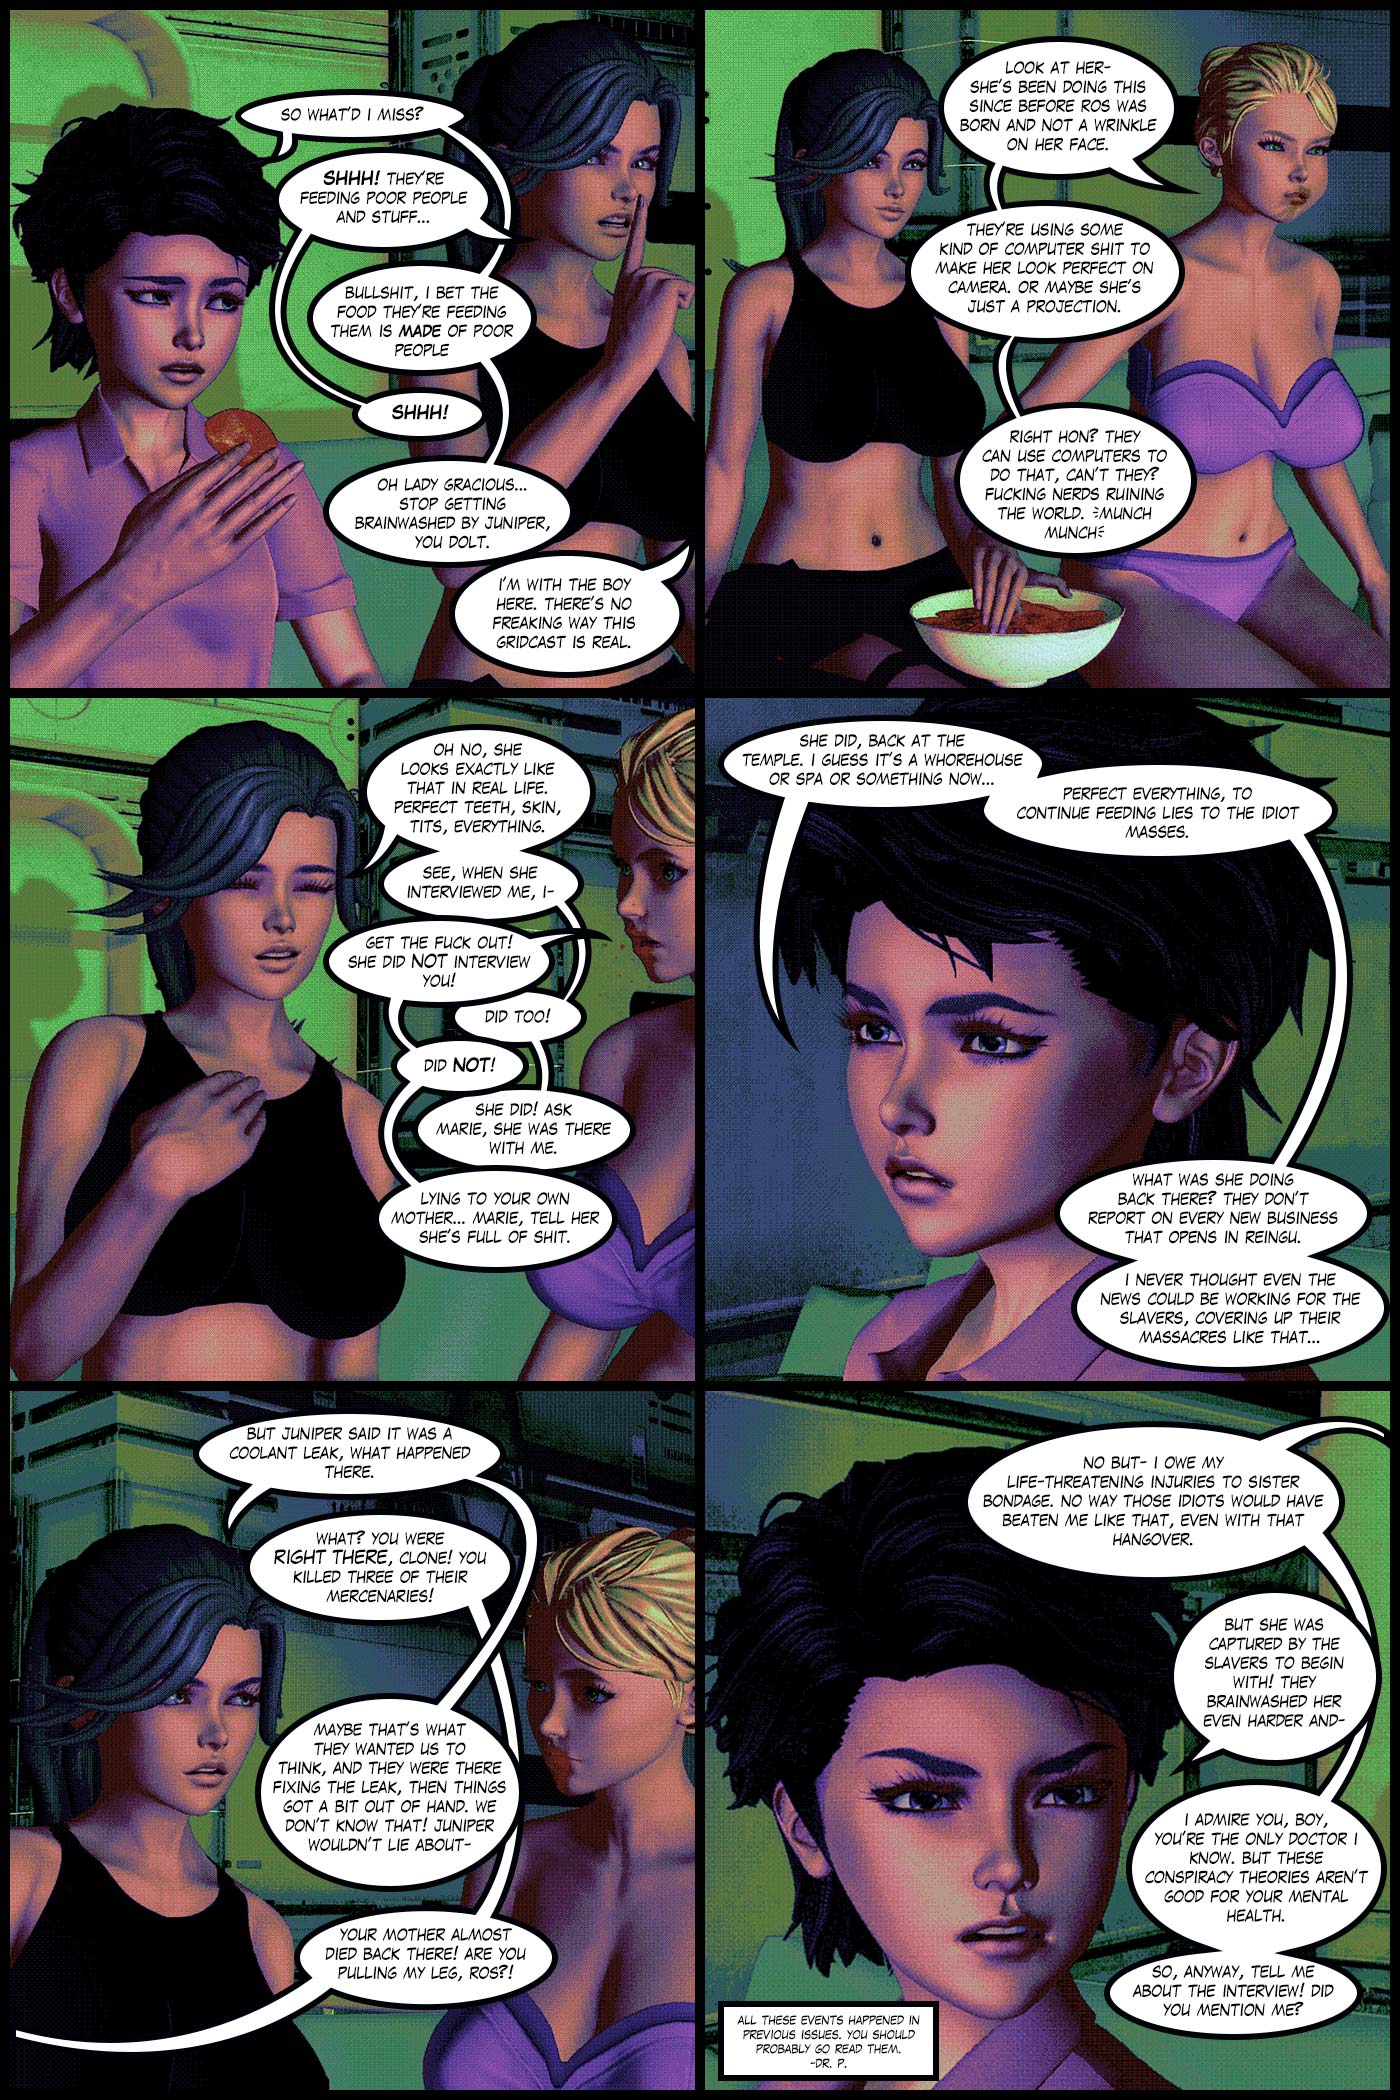 SO WHAT'D I MISS?
SHHH! THEY'RE
FEEDING POOR PEOPLE
AND STUFF...
BULLSHIT, I BET THE
FOOD THEY'RE FEEDING
THEM IS MADE OF POOR
PEOPLE
SHHH!
OH LADY GRACIOUS...
STOP GETTING
BRAINWASHED BY JUNIPER,
YOU DOLT.
I'M WITH THE BOY
HERE. THERE'S NO
FREAKING WAY THIS
GRIDCAST IS REAL.
LOOK AT HER-
SHE'S BEEN DOING THIS
SINCE BEFORE ROS WAS
BORN AND NOT A WRINKLE
ON HER FACE.
THEY'RE USING SOME
KIND OF COMPUTER SHIT TO
MAKE HER LOOK PERFECT ON
CAMERA. OR MAYBE SHE'S
JUST A PROJECTION.
RIGHT HON? THEY
CAN USE COMPUTERS TO
DO THAT, CAN'T THEY?
FUCKING NERDS RUINING
THE WORLD. MUNCH
MUNCH
OH NO, SHE
LOOKS EXACTLY LIKE
THAT IN REAL LIFE.
PERFECT TEETH, SKIN,
TITS, EVERYTHING.
SEE, WHEN SHE
INTERVIEWED ME, I-
GET THE FUCK OUT!
SHE DID NOT INTERVIEW
YOU!
DID TOO!
DID NOT!
SHE DID! ASK
MARIE, SHE WAS THERE
WITH ME.
LYING TO YOUR OWN
MOTHER... MARIE, TELL HER
SHE'S FULL OF SHIT.
SHE DID, BACK AT THE
TEMPLE. I GUESS IT'S A WHOREHOUSE
OR SPA OR SOMETHING NOW...
PERFECT EVERYTHING, TO
CONTINUE FEEDING LIES TO THE IDIOT
MASSES.
WHAT WAS SHE DOING
BACK THERE? THEY DON'T
REPORT ON EVERY NEW BUSINESS
THAT OPENS IN REINGU.
I NEVER THOUGHT EVEN THE
NEWS COULD BE WORKING FOR THE
SLAVERS, COVERING UP THEIR
MASSACRES LIKE THAT...
BUT JUNIPER SAID IT WAS A
COOLANT LEAK, WHAT HAPPENED
THERE.
WHAT? YOU WERE
RIGHT THERE, CLONE! YOU
KILLED THREE OF THEIR
MERCENARIES!
MAYBE THAT'S WHAT
THEY WANTED US TO
THINK, AND THEY WERE THERE
FIXING THE LEAK, THEN THINGS
GOT A BIT OUT OF HAND. WE
DON'T KNOW THAT! JUNIPER
WOULDN'T LIE ABOUT-
YOUR MOTHER ALMOST
DIED BACK THERE! ARE YOU
PULLING MY LEG, ROS?!
NO BUT- I OWE MY
LIFE-THREATENING INJURIES TO SISTER
BONDAGE. NO WAY THOSE IDIOTS WOULD HAVE
BEATEN ME LIKE THAT, EVEN WITH THAT
HANGOVER.
BUT SHE WAS
CAPTURED BY THE
SLAVERS TO BEGIN
WITH! THEY
BRAINWASHED HER
EVEN HARDER AND-
I ADMIRE YOU, BOY,
YOU'RE THE ONLY DOCTOR I
KNOW. BUT THESE
CONSPIRACY THEORIES AREN'T
GOOD FOR YOUR MENTAL
HEALTH.
SO, ANYWAY, TELL ME
ABOUT THE INTERVIEW! DID
YOU MENTION ME?
ALL THESE EVENTS HAPPENED IN
PREVIOUS ISSUES. YOU SHOULD
PROBABLY GO READ THEM.
-DR. P.